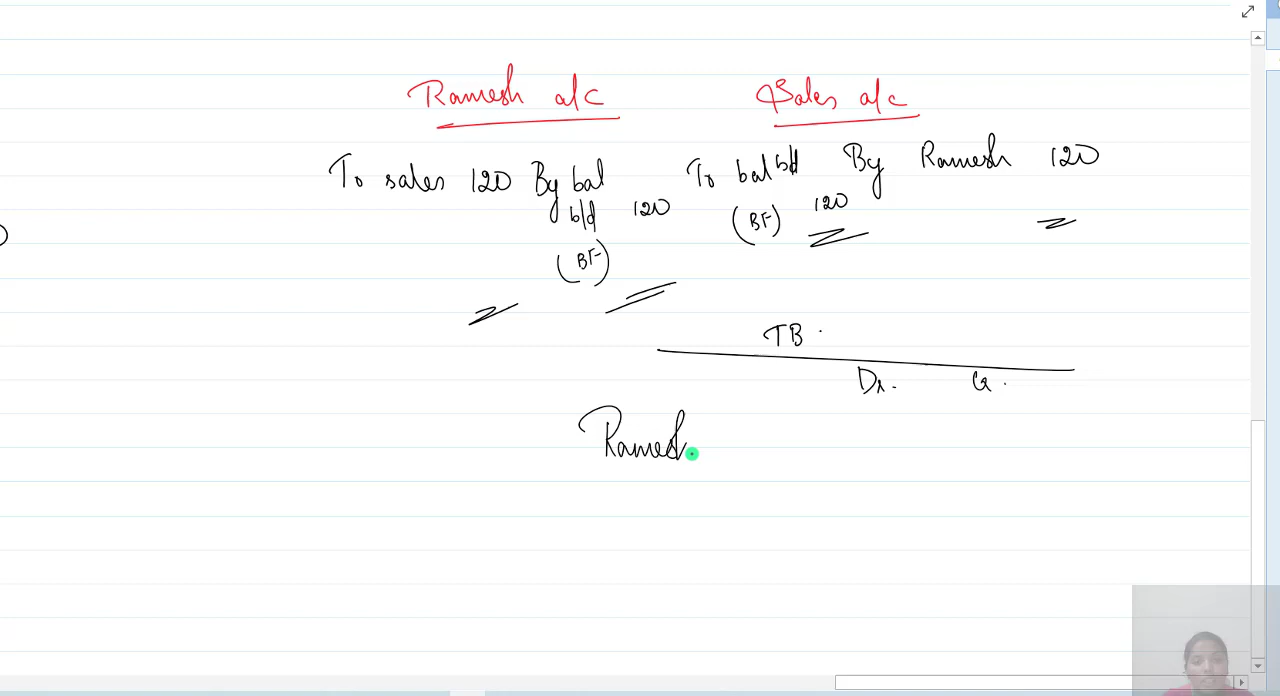 Ramesh a/c
Sales a/c
To sales 120 By bal b/d 120
(BF)
To bal b/d 120 By Ramesh 120
(BF)
TB
Dr. Cr.
Ramesh